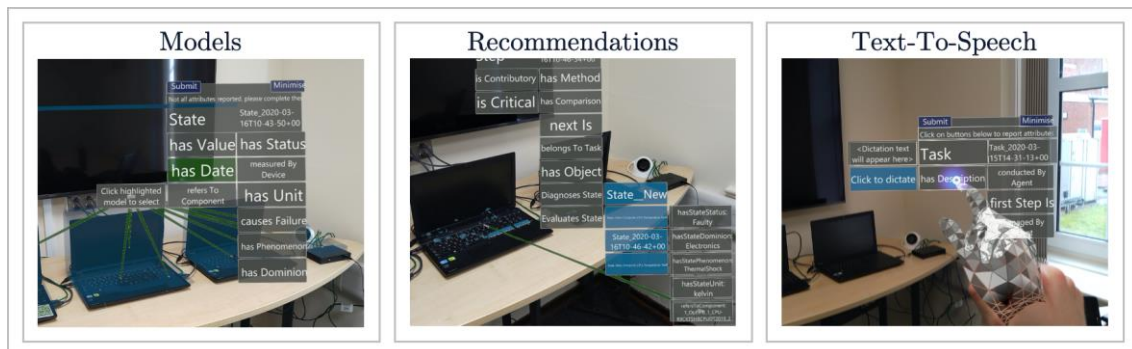 Models
Submit
Minimise
Not all attributes reported, please complete the
State
State_2020-03-
16T10-43-50+00
has Value
has Status
has Date
measured By
Device
Click highlighted
model to select
refers To
Component
has Unit
causes Failure
has Phenomenon
has Dominion
Recommendations
16T10-46-34+00
is Contributory
has Method
is Critical
has Comparison
next Is
belongs To Task
has Object
Diagnoses State
State__New
Evaluates State
State_2020-03-
16T10-46-42+00
hasStateStatus:
Faulty
hasStateDominion:
Electronics
hasStatePhenomenon:
ThermalShock
hasStateUnit:
kelvin
Text-To-Speech
Submit
Minimise
Click on buttons below to report attribute:
<Dictation text
will appear here>
Task
Task_2020-03-
15T14-31-13+00
Click to dictate
has Description
conducted By
Agent
first Step Is